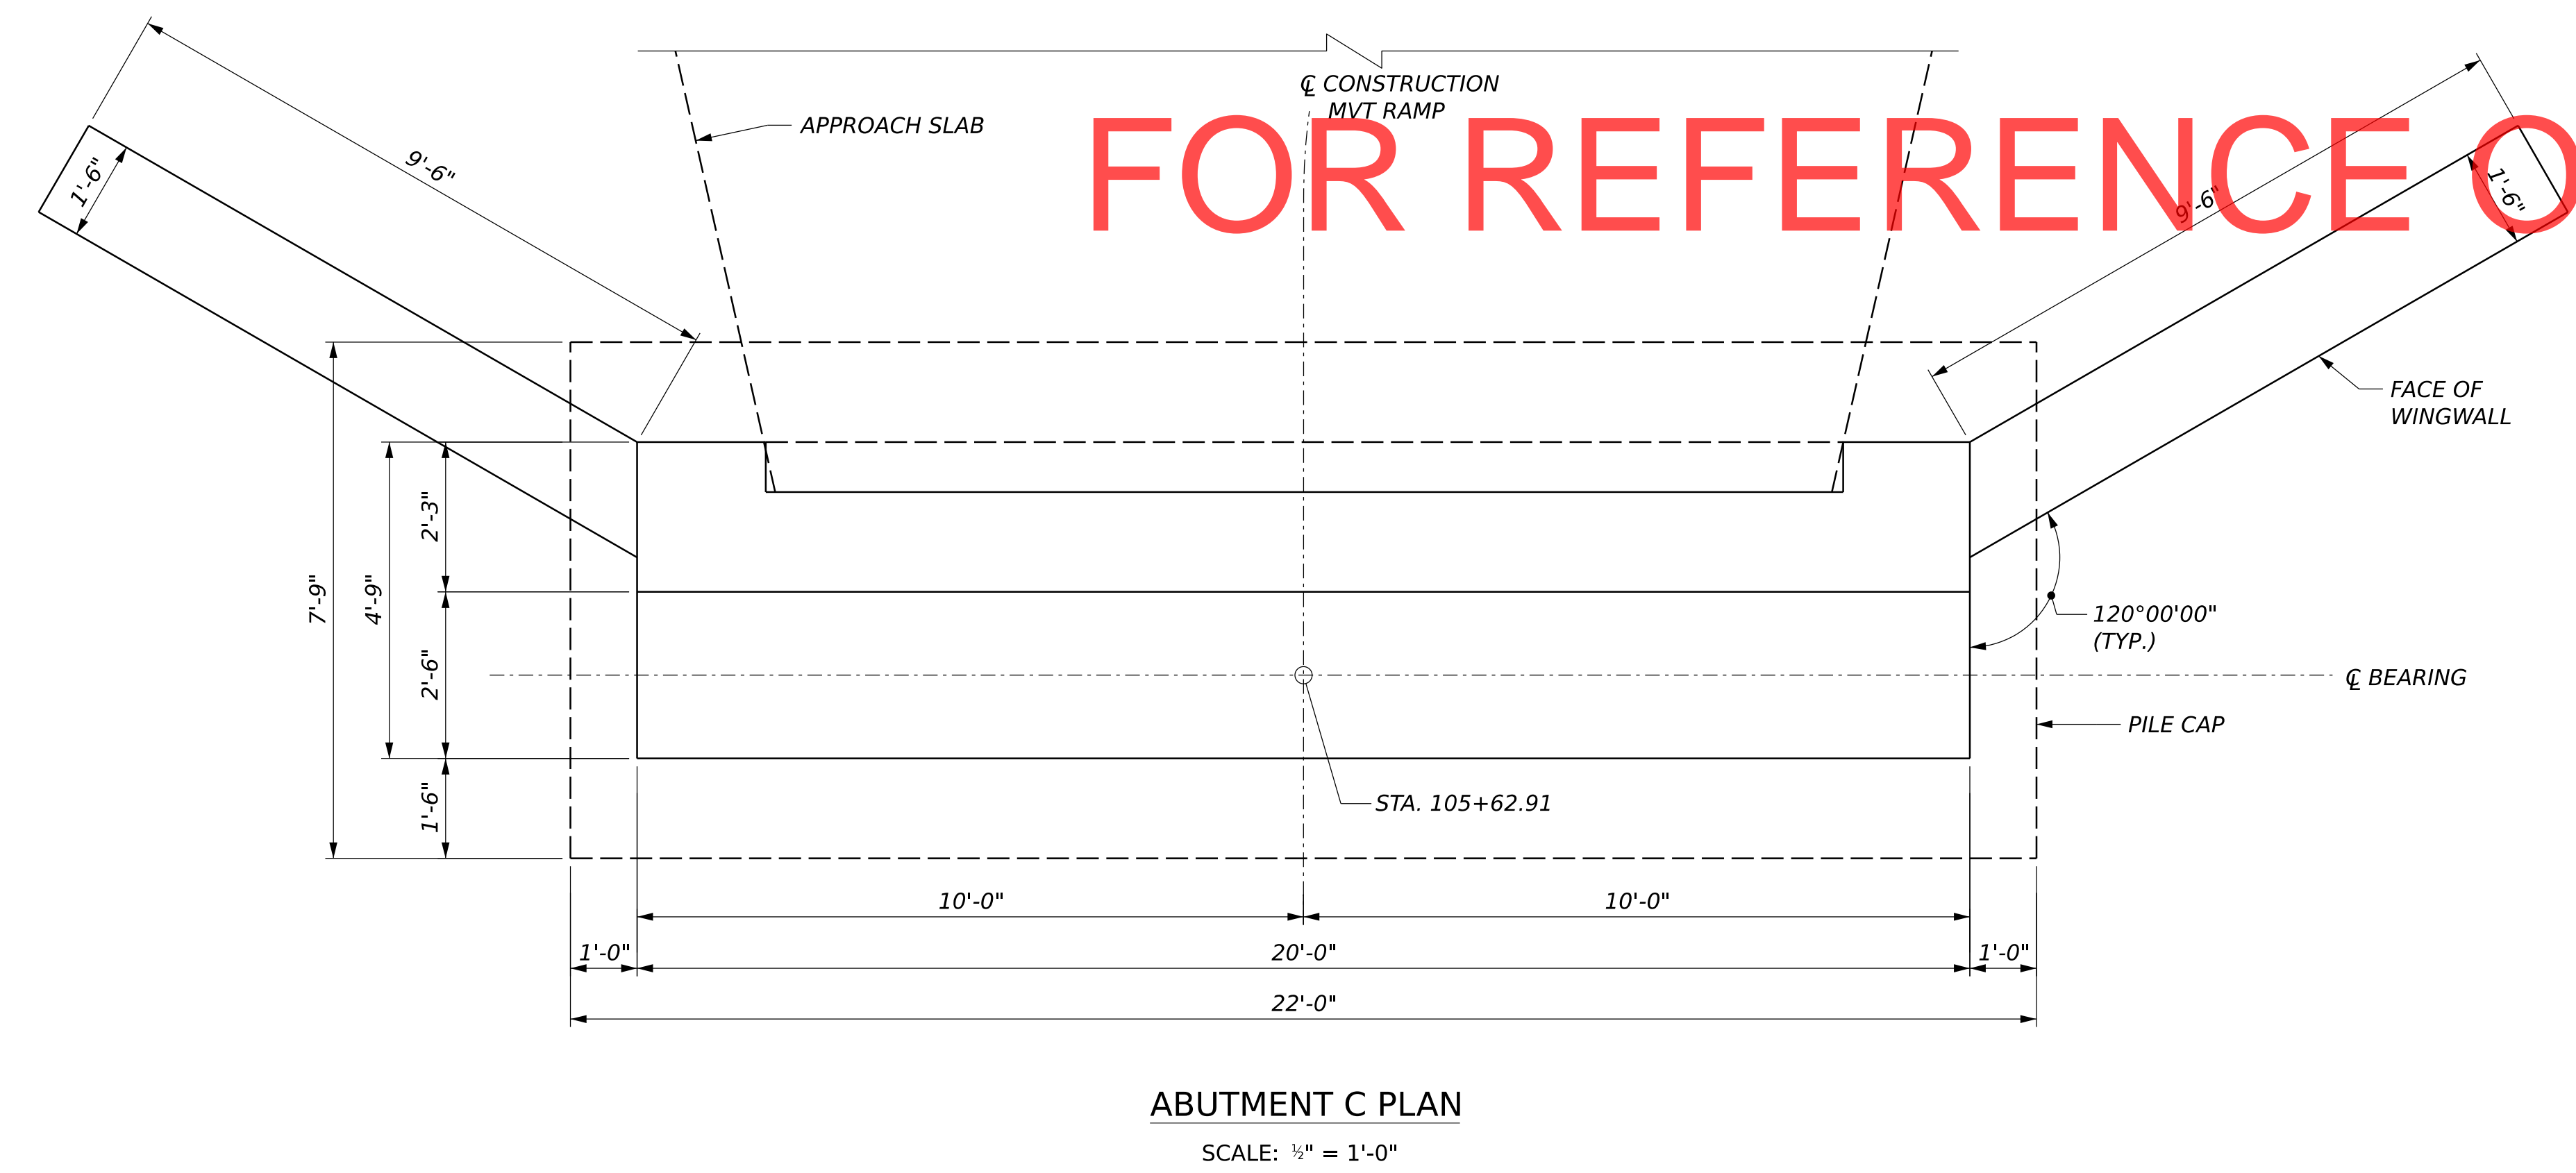 ℄ CONSTRUCTION
MVT RAMP
APPROACH SLAB
FOR REFERENCE O
9'-6"
1'-6"
9'-6"
1'-6"
FACE OF
WINGWALL
2'-3"
7'-9"
4'-9"
120°00'00"
(TYP.)
2'-6"
℄ BEARING
PILE CAP
1'-6"
STA. 105+62.91
10'-0"
10'-0"
1'-0"
20'-0"
1'-0"
22'-0"
ABUTMENT C PLAN
SCALE: ½" = 1'-0"